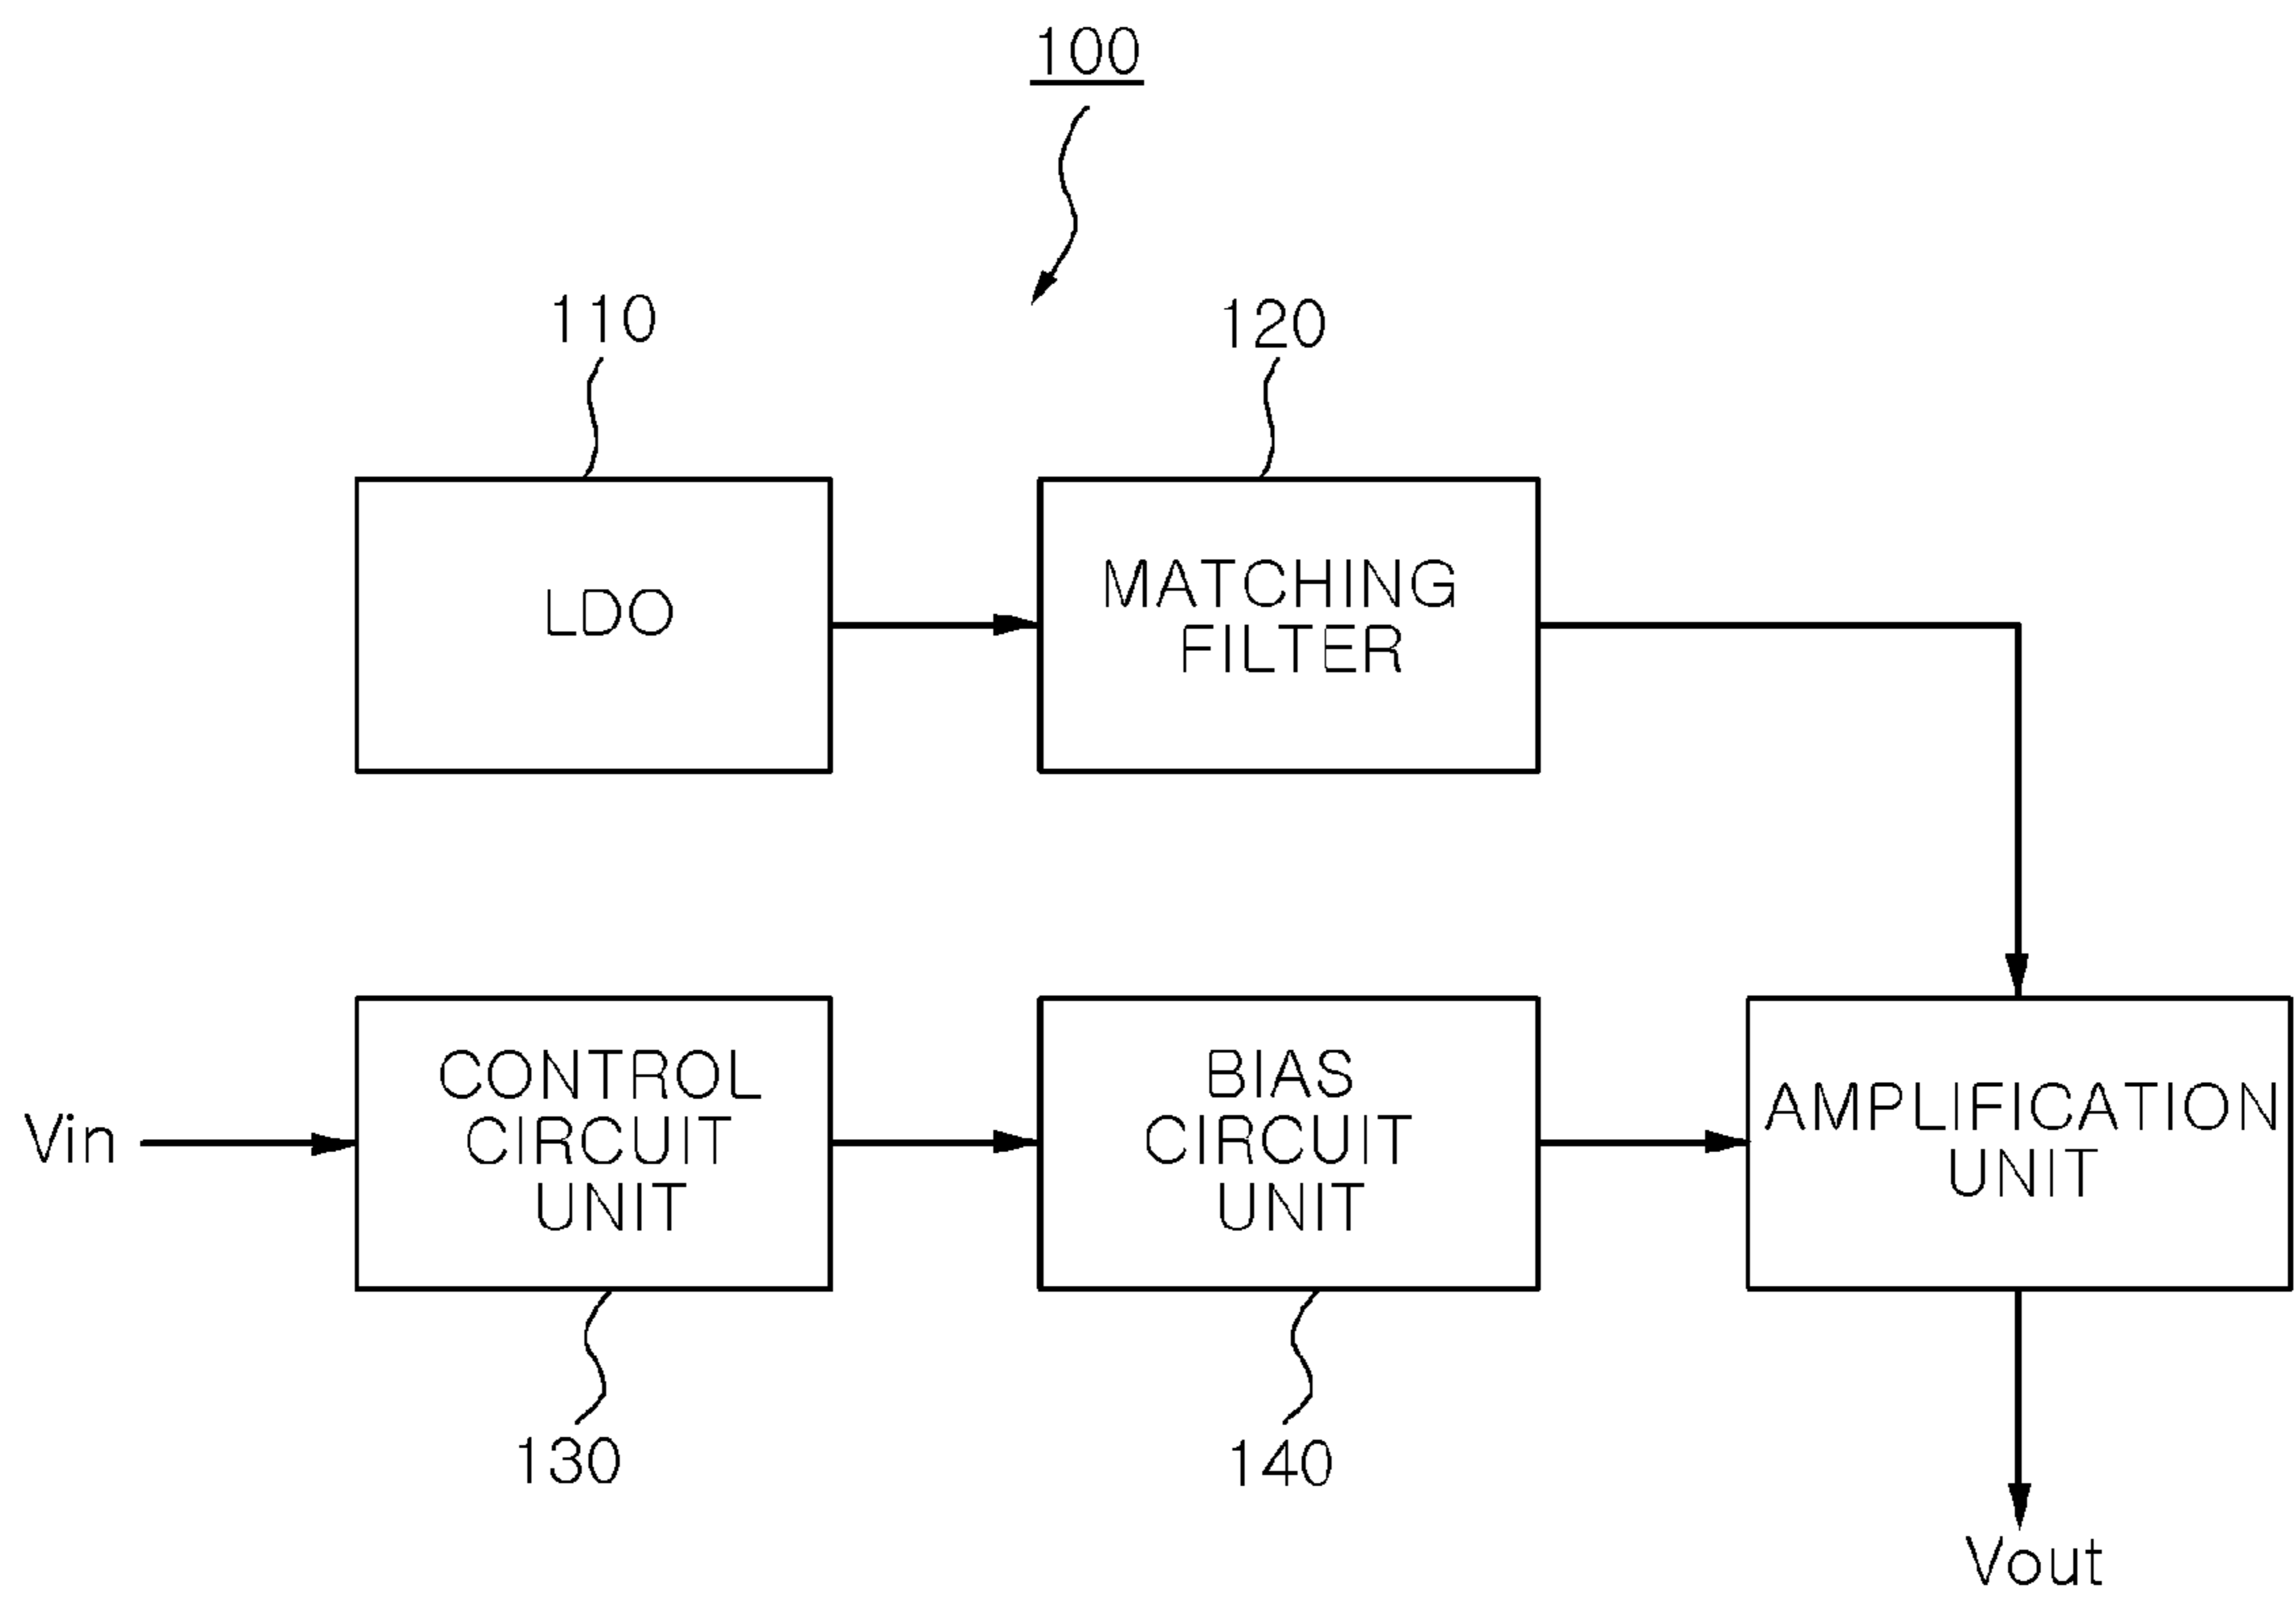 100
110
120
LDO
MATCHING
FILTER
Vin
CONTROL
CIRCUIT
UNIT
BIAS
CIRCUIT
UNIT
AMPLIFICATION
UNIT
130
140
Vout